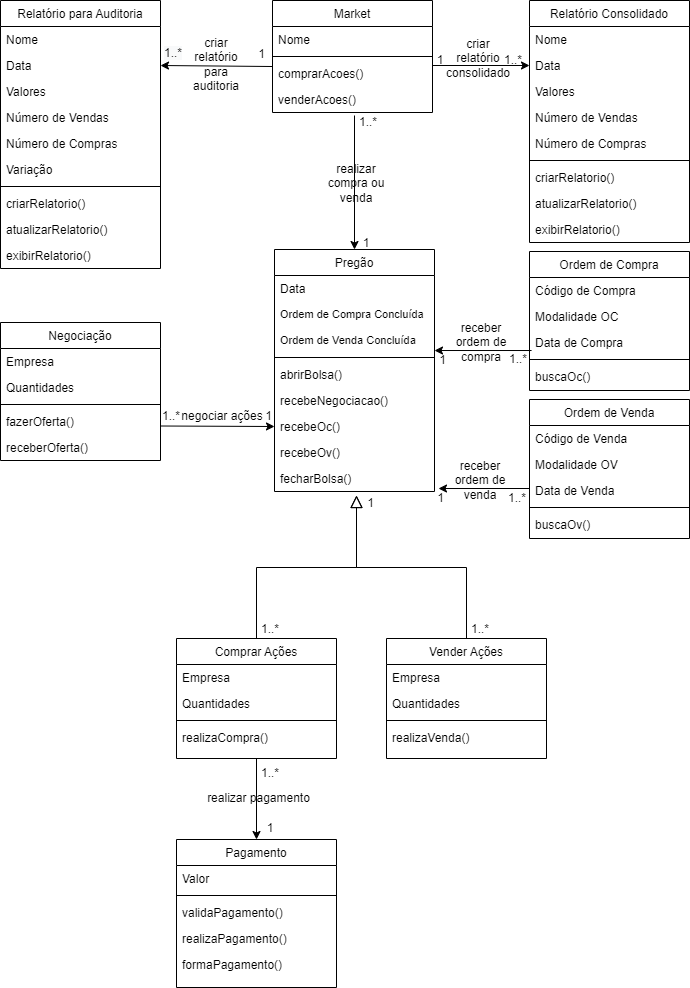 Relatório para Auditoria
Nome
Data
Valores
Número de Vendas
Número de Compras
Variação
criarRelatorio()
atualizarRelatorio()
exibirRelatorio()
1..*
criar
relatório
para
auditoria
1
Market
Nome
comprarAcoes()
venderAcoes()
1
criar
relatório
consolidado
1..*
Relatório Consolidado
Nome
Data
Valores
Número de Vendas
Número de Compras
criarRelatorio()
atualizarRelatorio()
exibirRelatorio()
1..*
realizar
compra ou
venda
1
Pregão
Data
Ordem de Compra Concluída
Ordem de Venda Concluída
abrirBolsa()
recebeNegociacao()
recebeOc()
recebeOv()
fecharBolsa()
Negociação
Empresa
Quantidades
fazerOferta()
receberOferta()
1..*
negociar ações
1
receber
ordem de
compra
1
1..*
Ordem de Compra
Código de Compra
Modalidade OC
Data de Compra
buscaOc()
receber
ordem de
venda
1
1..*
Ordem de Venda
Código de Venda
Modalidade OV
Data de Venda
buscaOv()
1
1..*
1..*
Comprar Ações
Empresa
Quantidades
realizaCompra()
Vender Ações
Empresa
Quantidades
realizaVenda()
1..*
realizar pagamento
1
Pagamento
Valor
validaPagamento()
realizaPagamento()
formaPagamento()